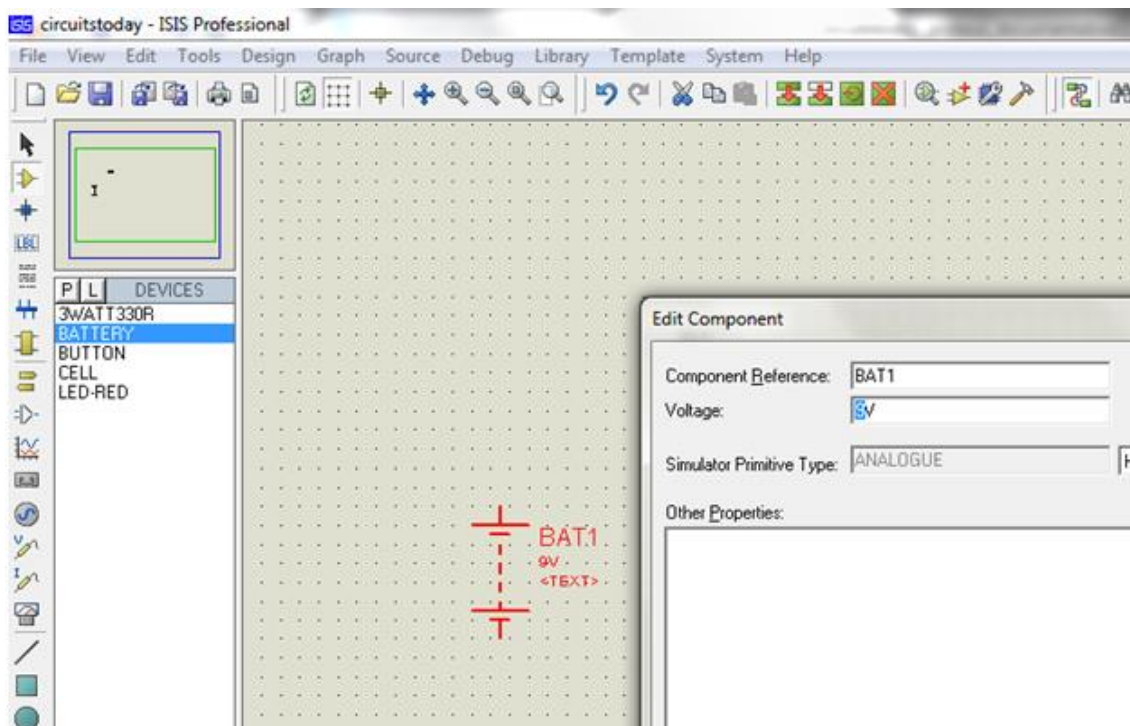 ISIS circuitstoday - ISIS Professional
File View Edit Tools Design Graph Source Debug Library Template System Help
LBL
P L DEVICES
3WATT330R
BATTERY
BUTTON
CELL
LED-RED
Edit Component
Component Reference: BAT1
Voltage: 9V
Simulator Primitive Type: ANALOGUE H
Other Properties:
BAT1
9V
<TEXT>
V
I